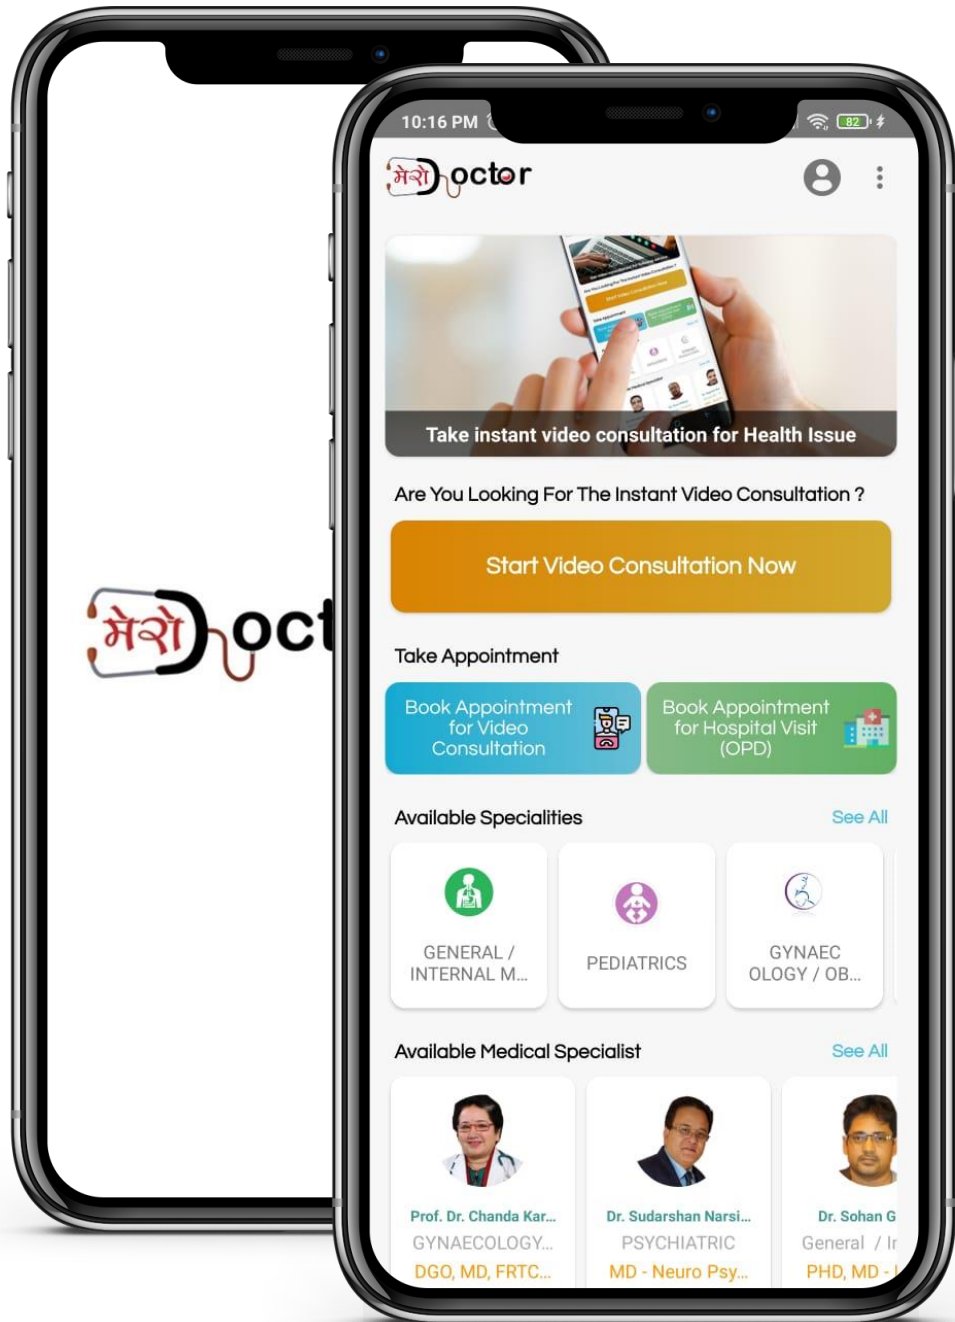 मेरो Doct
10:16 PM
82
मेरो Doctor
Take instant video consultation for Health Issue
Are You Looking For The Instant Video Consultation ?
Start Video Consultation Now
Take Appointment
Book Appointment
for Video
Consultation
Book Appointment
for Hospital Visit
(OPD)
Available Specialities
See All
GENERAL /
INTERNAL M...
PEDIATRICS
GYNAEC
OLOGY / OB...
Available Medical Specialist
See All
Prof. Dr. Chanda Kar...
GYNAECOLOGY...
DGO, MD, FRTC...
Dr. Sudarshan Narsi...
PSYCHIATRIC
MD - Neuro Psy...
Dr. Sohan G
General / Ir
PHD, MD -